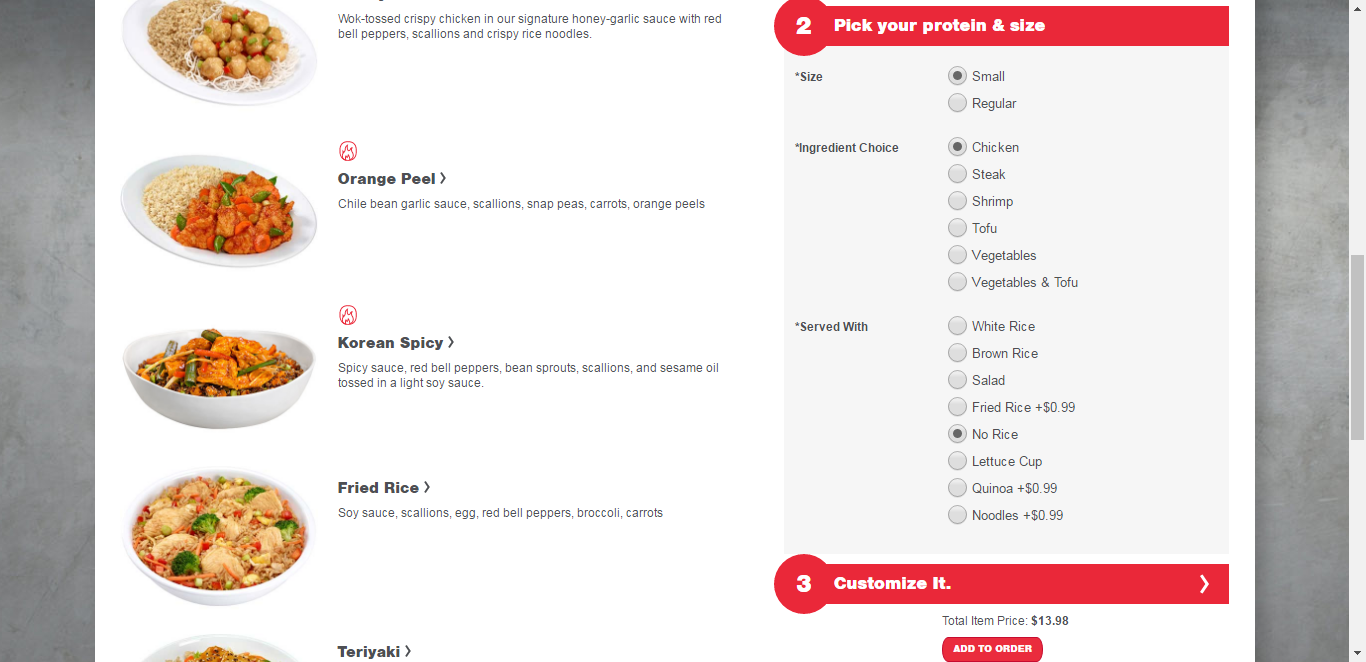 Wok-tossed crispy chicken in our signature honey-garlic sauce with red
bell peppers, scallions and crispy rice noodles.
Orange Peel >
Chile bean garlic sauce, scallions, snap peas, carrots, orange peels
Korean Spicy >
Spicy sauce, red bell peppers, bean sprouts, scallions, and sesame oil
tossed in a light soy sauce.
Fried Rice >
Soy sauce, scallions, egg, red bell peppers, broccoli, carrots
Teriyaki >
2 Pick your protein & size
*Size
Small
Regular
*Ingredient Choice
Chicken
Steak
Shrimp
Tofu
Vegetables
Vegetables & Tofu
*Served With
White Rice
Brown Rice
Salad
Fried Rice +$0.99
No Rice
Lettuce Cup
Quinoa +$0.99
Noodles +$0.99
3 Customize It. >
Total Item Price: $13.98
ADD TO ORDER